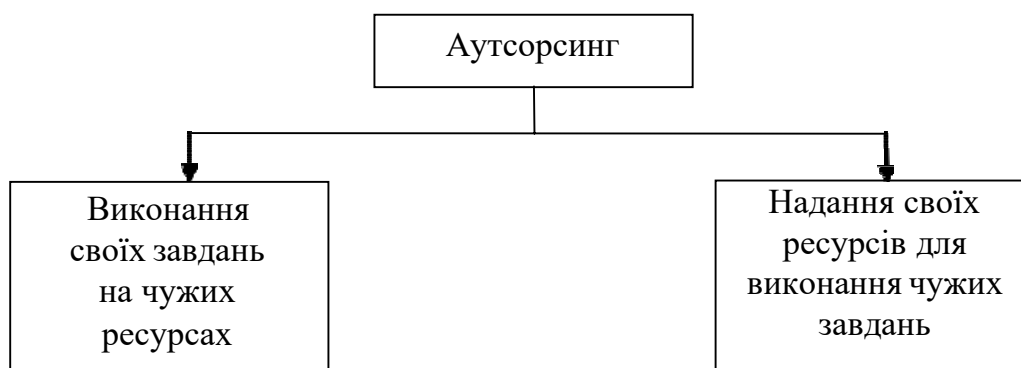 Аутсорсинг
Виконання
своїх завдань
на чужих
ресурсах
Надання своїх
ресурсів для
виконання чужих
завдань